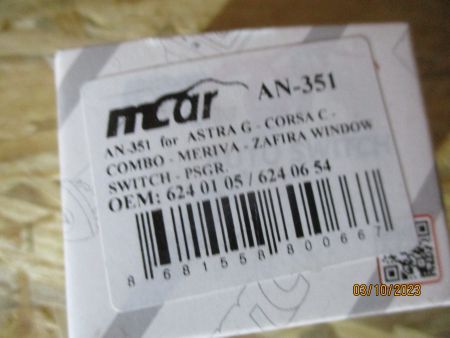 mcar
AN-351
AN-351 for ASTRA G - CORSA C -
COMBO - MERIVA - ZAFIRA WINDOW
SWITCH - PSGR.
OEM: 624 01 05 / 624 06 54
8 681558 800667
03/10/2023